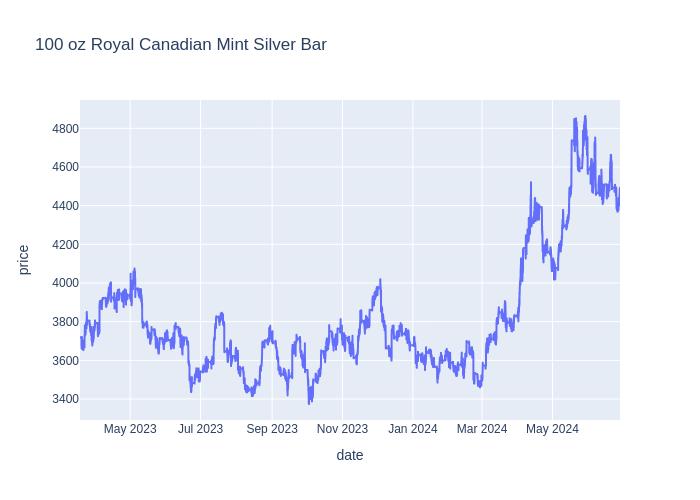 100 oz Royal Canadian Mint Silver Bar
4800
4600
4400
4200
4000
3800
3600
3400
price
May 2023 Jul 2023 Sep 2023 Nov 2023 Jan 2024 Mar 2024 May 2024
date